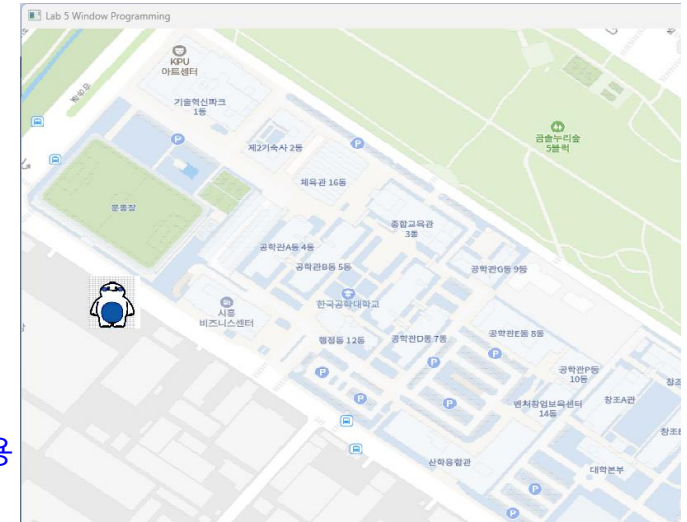 Lab 5 Window Programming
KPU
아트센터
기술혁신파크
1동
제2기숙사 2동
금솔누리숲
5블럭
체육관 16동
운동장
종합교육관
3동
공학관A동 4동
공학관B동 5동
공학관G동 9동
시흥
비즈니스센터
한국공학대학교
행정동 12동
공학관D동 7동
공학관E동 8동
공학관P동
10동
벤처창업보육센터
14동
창조A관
산학융합관
대학본부
P
P
P
P
P
P
P
P
P